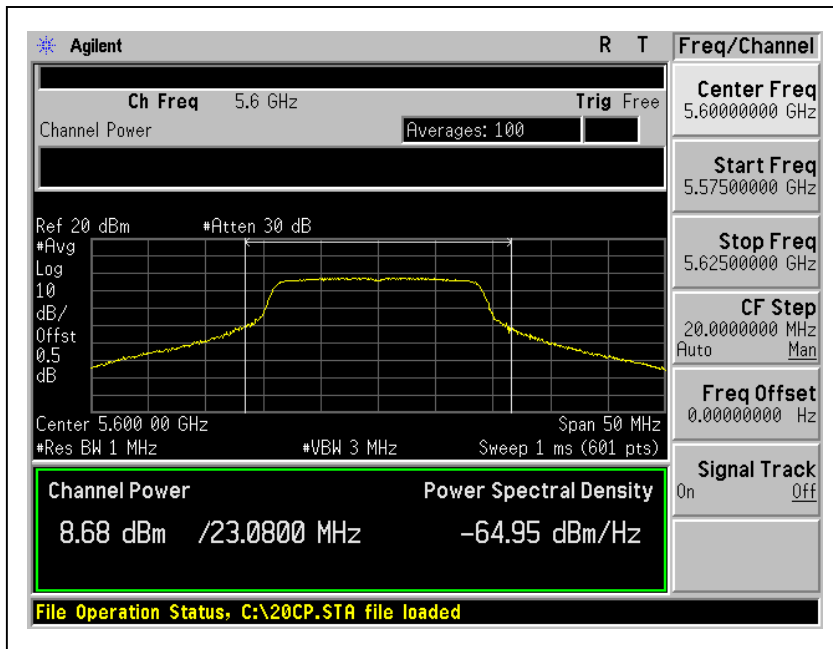 Agilent R T Freq/Channel
Ch Freq 5.6 GHz Trig Free
Channel Power Averages: 100
Center Freq
5.60000000 GHz
Start Freq
5.57500000 GHz
Stop Freq
5.62500000 GHz
CF Step
20.0000000 MHz
Auto Man
Freq Offset
0.00000000 Hz
Signal Track
On Off
Ref 20 dBm #Atten 30 dB
#Avg
Log
10
dB/
Offst
0.5
dB
Center 5.600 00 GHz Span 50 MHz
#Res BW 1 MHz #VBW 3 MHz Sweep 1 ms (601 pts)
Channel Power Power Spectral Density
8.68 dBm /23.0800 MHz -64.95 dBm/Hz
File Operation Status, C:\20CP.STA file loaded